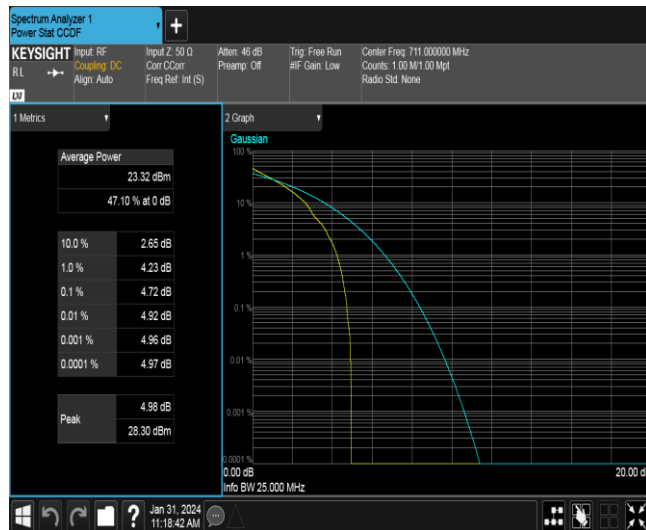 Spectrum Analyzer 1
Power Stat CCDF
+
KEYSIGHT
RL
LXI
Input: RF
Coupling: DC
Align: Auto
Input Z: 50 Ω
Corr CCorr
Freq Ref: Int (S)
Atten: 46 dB
Preamp: Off
Trig: Free Run
#IF Gain: Low
Center Freq: 711.000000 MHz
Counts: 1.00 M/1.00 Mpt
Radio Std: None
1 Metrics
Average Power
23.32 dBm
47.10 % at 0 dB
10.0 % 2.65 dB
1.0 % 4.23 dB
0.1 % 4.72 dB
0.01 % 4.92 dB
0.001 % 4.96 dB
0.0001 % 4.97 dB
Peak
4.98 dB
28.30 dBm
2 Graph
Gaussian
100 %
10 %
1 %
0.1 %
0.01 %
0.001 %
0.0001 %
0.00 dB
20.00 d
Info BW 25.000 MHz
?
Jan 31, 2024
11:18:42 AM